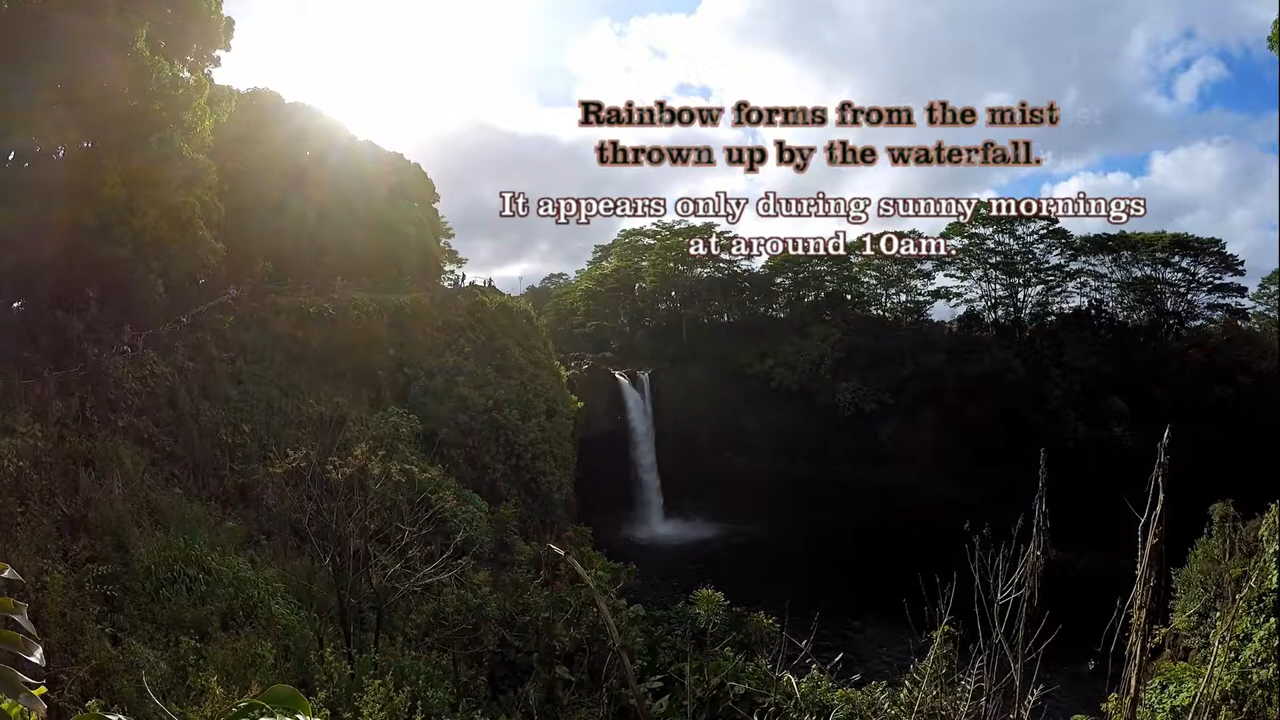 Rainbow forms from the mist
thrown up by the waterfall.
It appears only during sunny mornings
at around 10am.